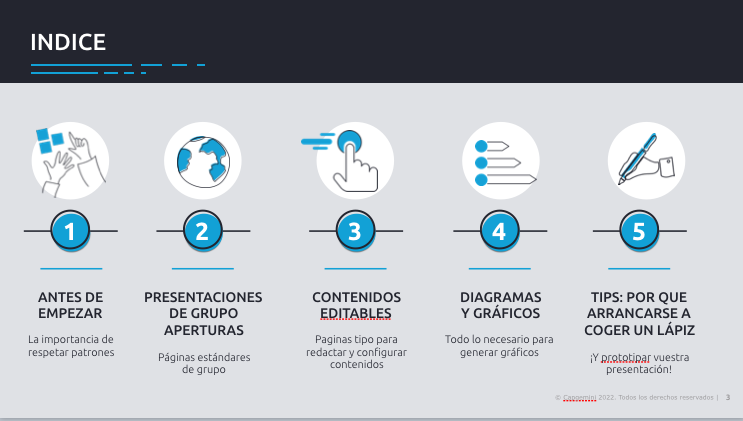 INDICE
1
2
3
4
5
ANTES DE
EMPEZAR
La importancia de
respetar patrones
PRESENTACIONES
DE GRUPO
APERTURAS
Páginas estándares
de grupo
CONTENIDOS
EDITABLES
Paginas tipo para
redactar y configurar
contenidos
DIAGRAMAS
Y GRÁFICOS
Todo lo necesario para
generar gráficos
TIPS: POR QUE
ARRANCARSE A
COGER UN LÁPIZ
¡Y prototipar vuestra
presentación!
© Capgemini 2022. Todos los derechos reservados | 3